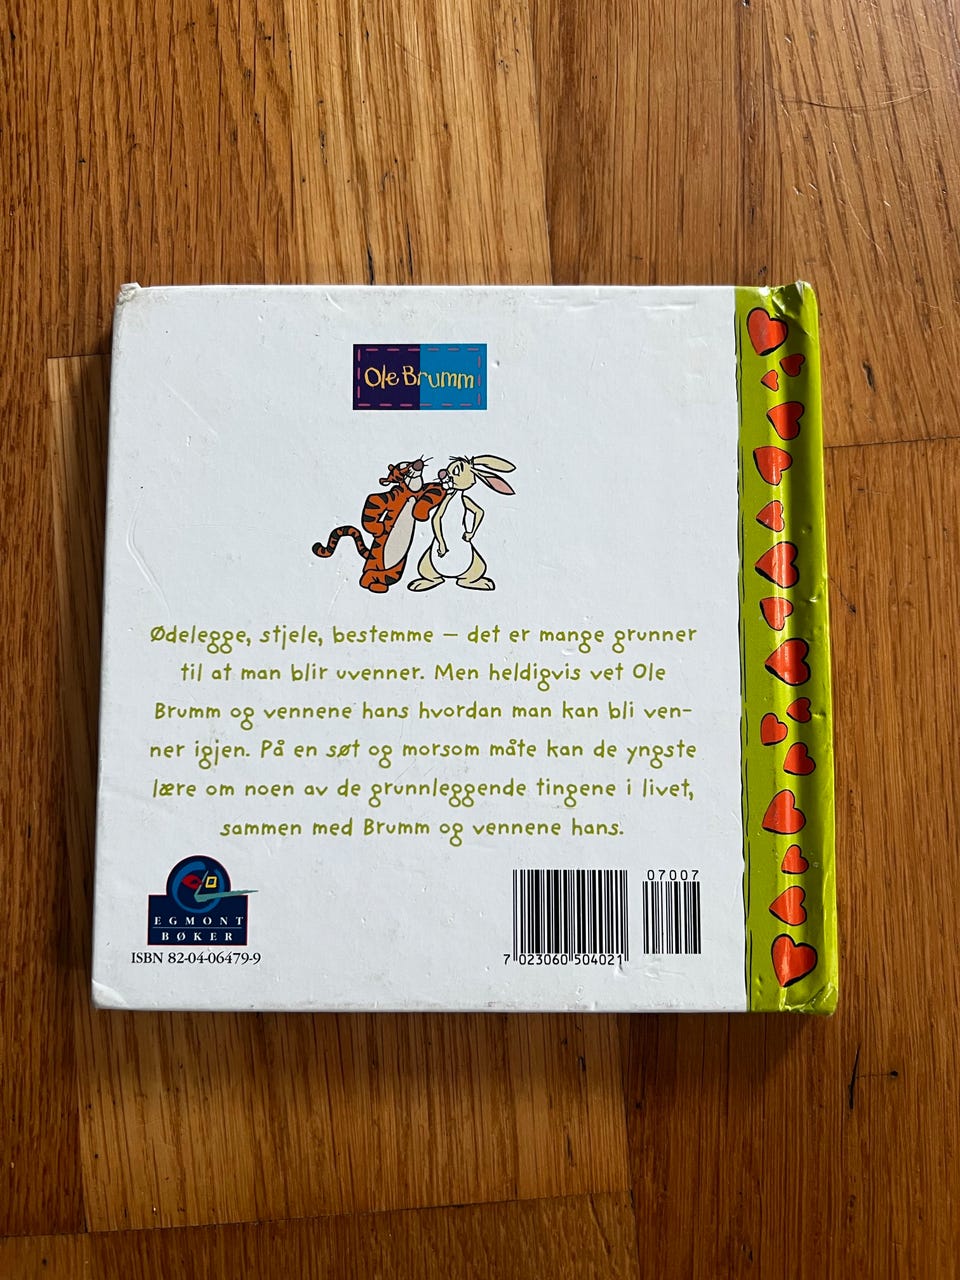 Ole Brumm
Ødelegge, stjele, bestemme – det er mange grunner
til at man blir uvenner. Men heldigvis vet Ole
Brumm og vennene hans hvordan man kan bli ven-
ner igjen. På en søt og morsom måte kan de yngste
lære om noen av de grunnleggende tingene i livet,
sammen med Brumm og vennene hans.
EGMONT
BØKER
ISBN 82-04-06479-9
07007
7 023060 504021